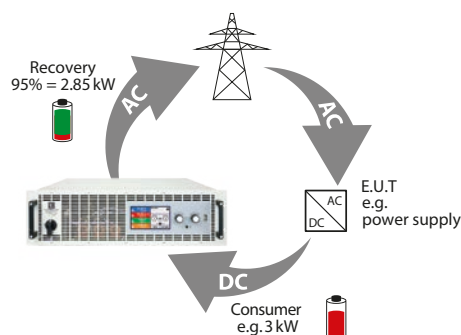 Recovery
95% = 2.85 kW
AC
AC
E.U.T
e.g.
power supply
AC
DC
DC
Consumer
e.g. 3 kW